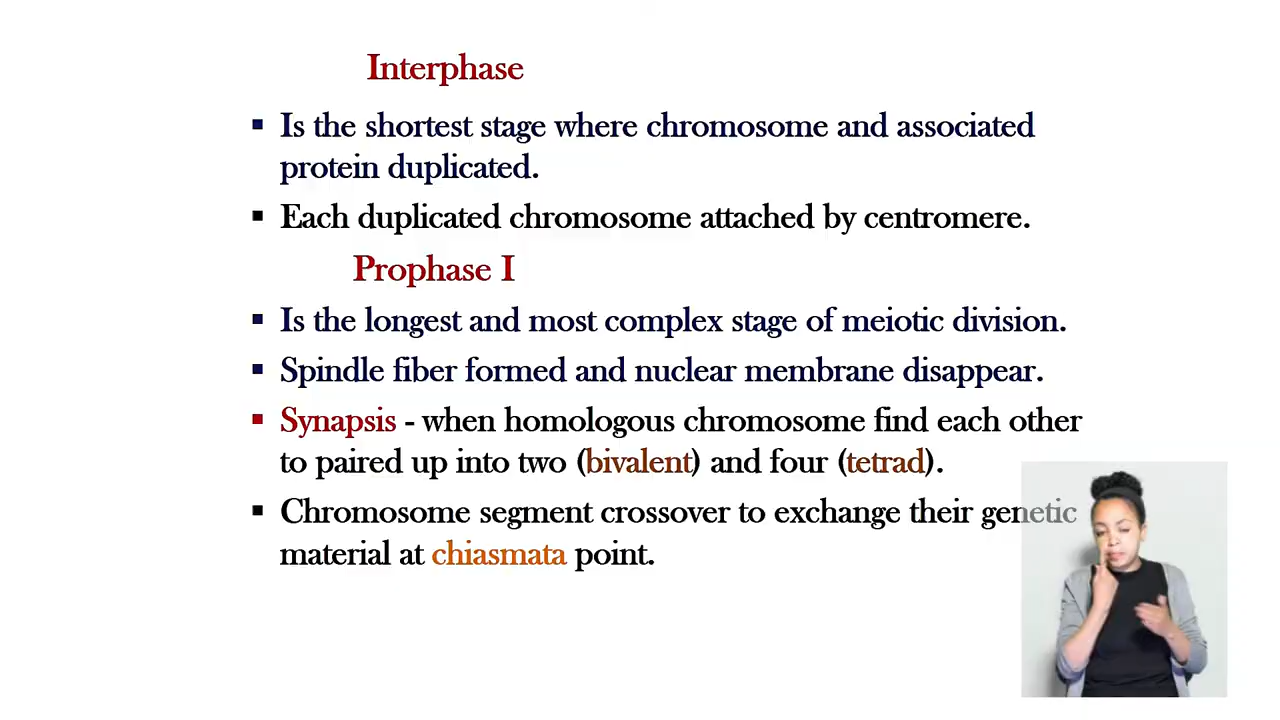 Interphase
▪ Is the shortest stage where chromosome and associated
protein duplicated.
▪ Each duplicated chromosome attached by centromere.
Prophase I
▪ Is the longest and most complex stage of meiotic division.
▪ Spindle fiber formed and nuclear membrane disappear.
▪ Synapsis - when homologous chromosome find each other
to paired up into two (bivalent) and four (tetrad).
▪ Chromosome segment crossover to exchange their genetic
material at chiasmata point.